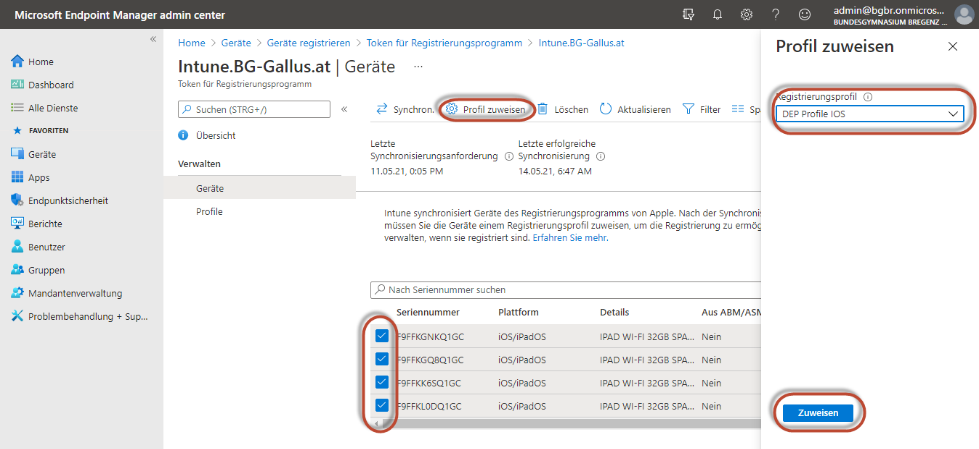 Microsoft Endpoint Manager admin center
admin@bgbr.onmicros...
BUNDESGYMNASIUM BREGENZ ...
Home
Dashboard
Alle Dienste
FAVORITEN
Geräte
Apps
Endpunktsicherheit
Berichte
Benutzer
Gruppen
Mandantenverwaltung
Problembehandlung + Sup...
Home > Geräte > Geräte registrieren > Token für Registrierungsprogramm > Intune.BG-Gallus.at
Intune.BG-Gallus.at | Geräte ...
Token für Registrierungsprogramm
Suchen (STRG+/)
Übersicht
Verwalten
Geräte
Profile
Synchron. Profil zuweisen Löschen Aktualisieren Filter Sp
Letzte
Synchronisierungsanforderung
11.05.21, 0:05 PM
Letzte erfolgreiche
Synchronisierung
14.05.21, 6:47 AM
Intune synchronisiert Geräte des Registrierungsprogramms von Apple. Nach der Synchronis
müssen Sie die Geräte einem Registrierungsprofil zuweisen, um die Registrierung zu ermög
verwalten, wenn sie registriert sind. Erfahren Sie mehr.
Nach Seriennummer suchen
Seriennummer Plattform Details Aus ABM/ASM
F9FFKGNKQ1GC iOS/iPadOS IPAD WI-FI 32GB SPA... Nein
F9FFKGQ8Q1GC iOS/iPadOS IPAD WI-FI 32GB SPA... Nein
F9FFKK6SQ1GC iOS/iPadOS IPAD WI-FI 32GB SPA... Nein
F9FFKL0DQ1GC iOS/iPadOS IPAD WI-FI 32GB SPA... Nein
Profil zuweisen
Registrierungsprofil
DEP Profile IOS
Zuweisen